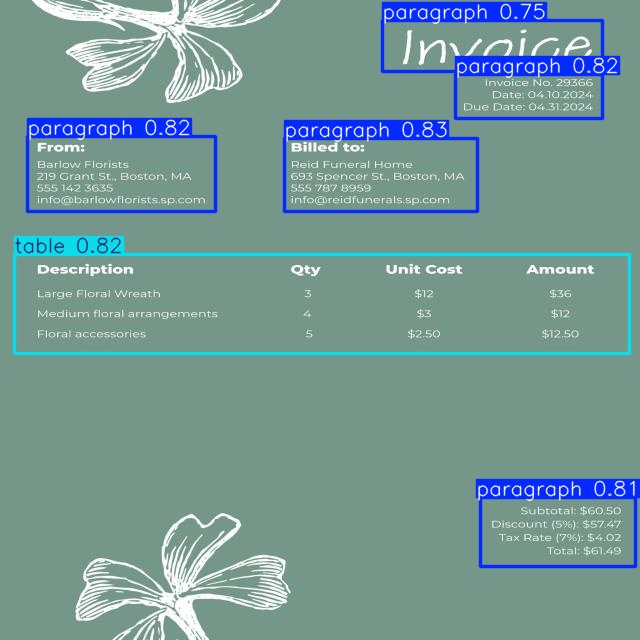 paragraph 0.75
Invoice
paragraph 0.82
Invoice No. 29366
Date: 04.10.2024
Due Date: 04.31.2024
paragraph 0.82
From:
Barlow Florists
219 Grant St., Boston, MA
555 142 3635
info@barlowflorists.sp.com
paragraph 0.83
Billed to:
Reid Funeral Home
693 Spencer St., Boston, MA
555 787 8959
info@reidfunerals.sp.com
table 0.82
Description Qty Unit Cost Amount
Large Floral Wreath 3 $12 $36
Medium floral arrangements 4 $3 $12
Floral accessories 5 $2.50 $12.50
paragraph 0.81
Subtotal: $60.50
Discount (5%): $57.47
Tax Rate (7%): $4.02
Total: $61.49